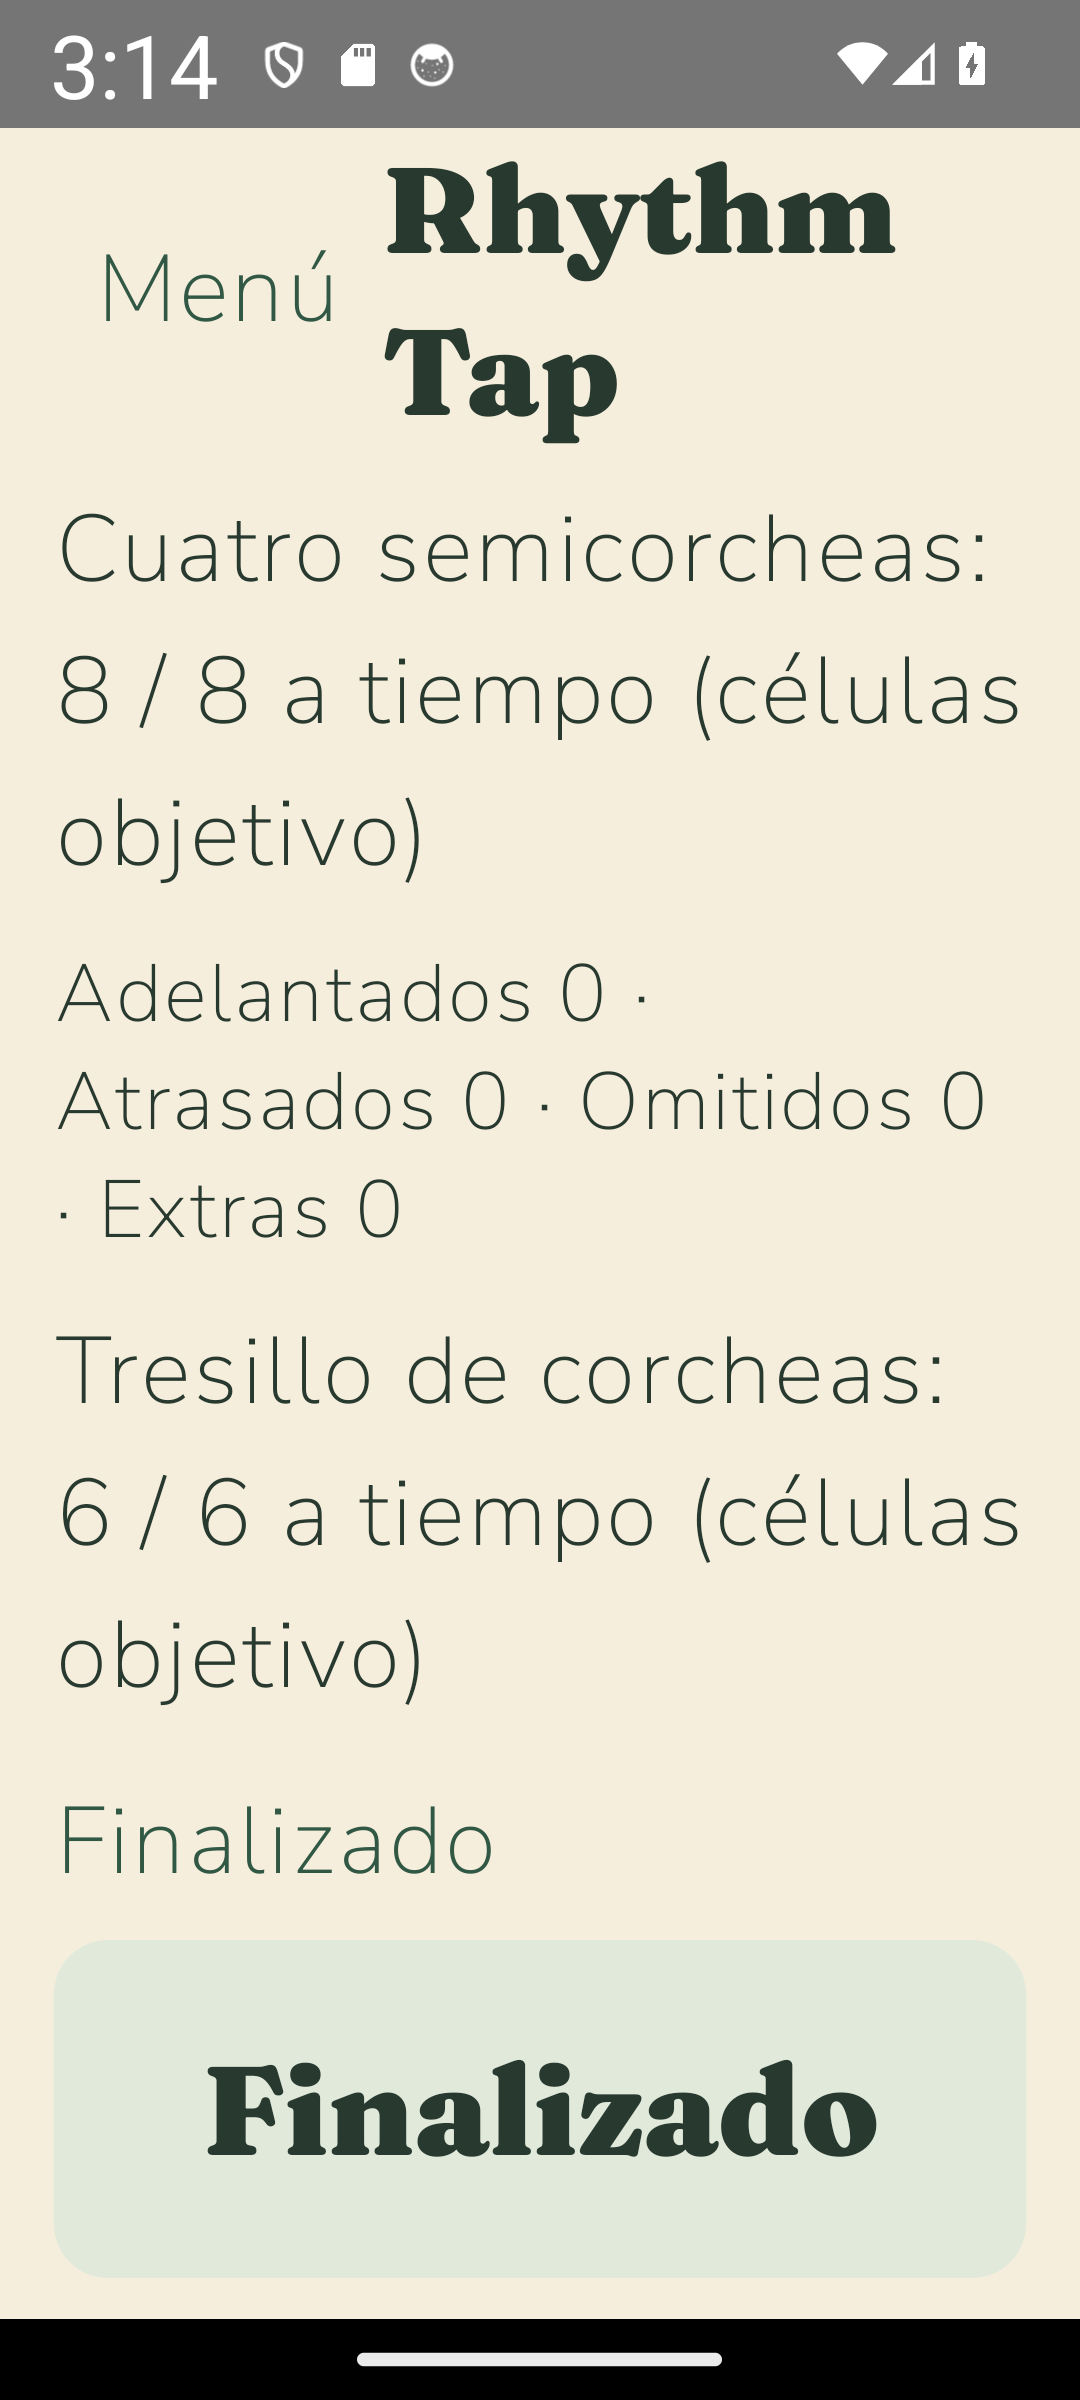 3:14
Menú
Rhythm
Tap
Cuatro semicorcheas:
8 / 8 a tiempo (células
objetivo)
Adelantados 0 ·
Atrasados 0 · Omitidos 0
· Extras 0
Tresillo de corcheas:
6 / 6 a tiempo (células
objetivo)
Finalizado
Finalizado